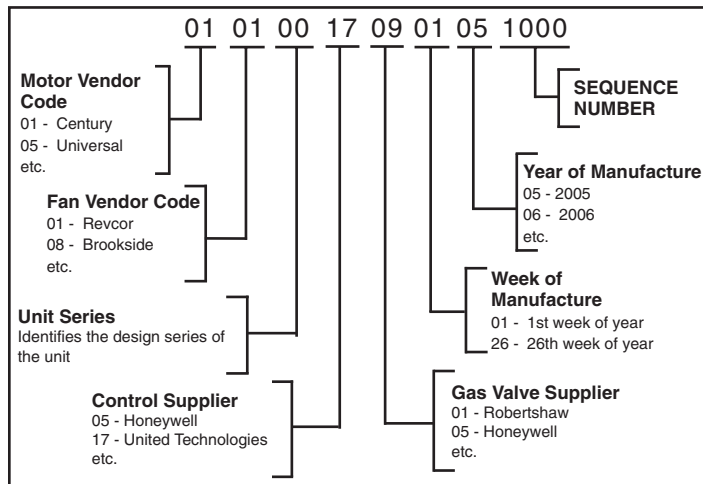 01 01 00 17 09 01 05 1000
Motor Vendor
Code
01 - Century
05 - Universal
etc.
SEQUENCE
NUMBER
Fan Vendor Code
01 - Revcor
08 - Brookside
etc.
Year of Manufacture
05 - 2005
06 - 2006
etc.
Unit Series
Identifies the design series of
the unit
Week of
Manufacture
01 - 1st week of year
26 - 26th week of year
Control Supplier
05 - Honeywell
17 - United Technologies
etc.
Gas Valve Supplier
01 - Robertshaw
05 - Honeywell
etc.